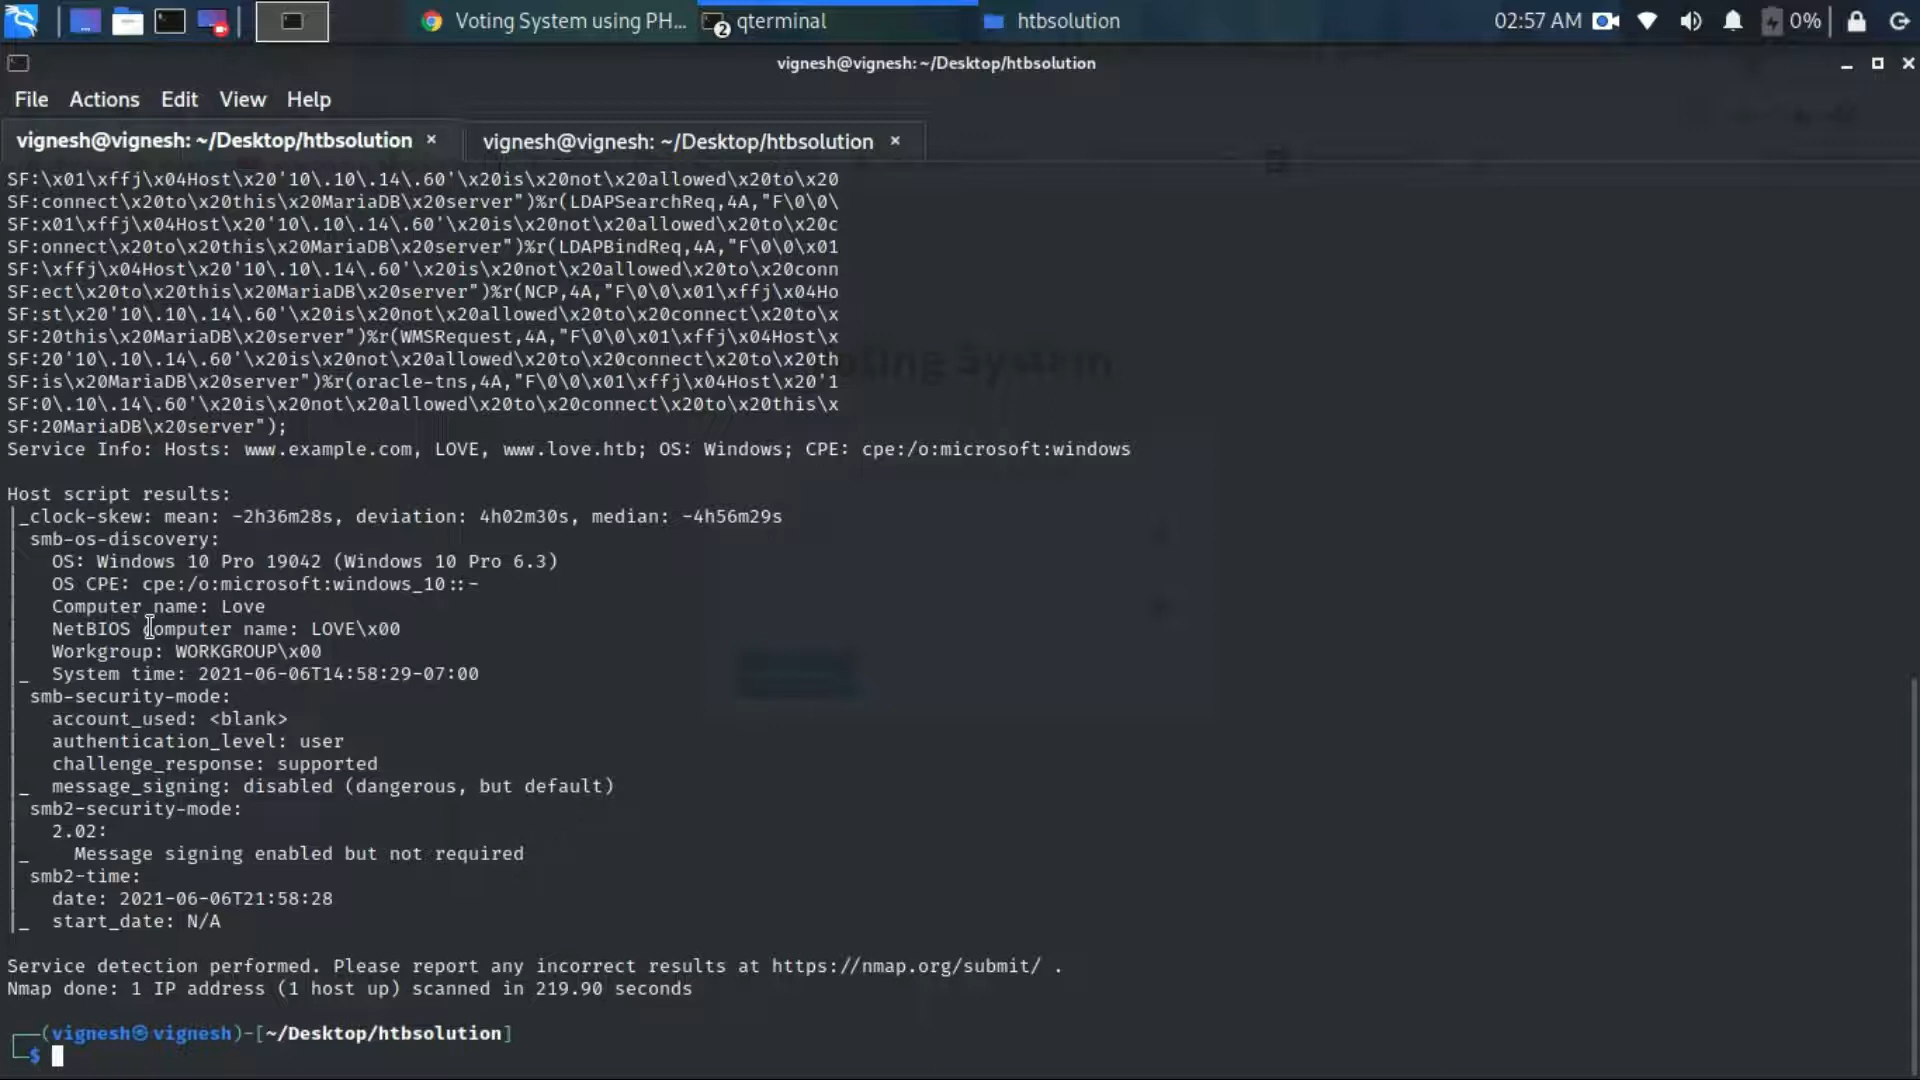 Voting System using PH...
2 qterminal
htbsolution
02:57 AM
0%
vignesh@vignesh:~/Desktop/htbsolution
File Actions Edit View Help
vignesh@vignesh: ~/Desktop/htbsolution × vignesh@vignesh: ~/Desktop/htbsolution ×
SF:\x01\xffj\x04Host\x20'10\.10\.14\.60'\x20is\x20not\x20allowed\x20to\x20
SF:connect\x20to\x20this\x20MariaDB\x20server")%r(LDAPSearchReq,4A,"F\0\0\
SF:x01\xffj\x04Host\x20'10\.10\.14\.60'\x20is\x20not\x20allowed\x20to\x20c
SF:onnect\x20to\x20this\x20MariaDB\x20server")%r(LDAPBindReq,4A,"F\0\0\x01
SF:\xffj\x04Host\x20'10\.10\.14\.60'\x20is\x20not\x20allowed\x20to\x20conn
SF:ect\x20to\x20this\x20MariaDB\x20server")%r(NCP,4A,"F\0\0\x01\xffj\x04Ho
SF:st\x20'10\.10\.14\.60'\x20is\x20not\x20allowed\x20to\x20connect\x20to\x
SF:20this\x20MariaDB\x20server")%r(WMSRequest,4A,"F\0\0\x01\xffj\x04Host\x
SF:20'10\.10\.14\.60'\x20is\x20not\x20allowed\x20to\x20connect\x20to\x20th
SF:is\x20MariaDB\x20server")%r(oracle-tns,4A,"F\0\0\x01\xffj\x04Host\x20'1
SF:0\.10\.14\.60'\x20is\x20not\x20allowed\x20to\x20connect\x20to\x20this\x
SF:20MariaDB\x20server");
Voting System
Service Info: Hosts: www.example.com, LOVE, www.love.htb; OS: Windows; CPE: cpe:/o:microsoft:windows
Host script results:
|_clock-skew: mean: -2h36m28s, deviation: 4h02m30s, median: -4h56m29s
| smb-os-discovery:
|   OS: Windows 10 Pro 19042 (Windows 10 Pro 6.3)
|   OS CPE: cpe:/o:microsoft:windows_10::-
|   Computer name: Love
|   NetBIOS computer name: LOVE\x00
|   Workgroup: WORKGROUP\x00
|_  System time: 2021-06-06T14:58:29-07:00
| smb-security-mode:
|   account_used: <blank>
|   authentication_level: user
|   challenge_response: supported
|_  message_signing: disabled (dangerous, but default)
| smb2-security-mode:
|   2.02:
|_    Message signing enabled but not required
| smb2-time:
|   date: 2021-06-06T21:58:28
|_  start_date: N/A
Service detection performed. Please report any incorrect results at https://nmap.org/submit/ .
Nmap done: 1 IP address (1 host up) scanned in 219.90 seconds
┌──(vignesh㉿vignesh)-[~/Desktop/htbsolution]
└─$